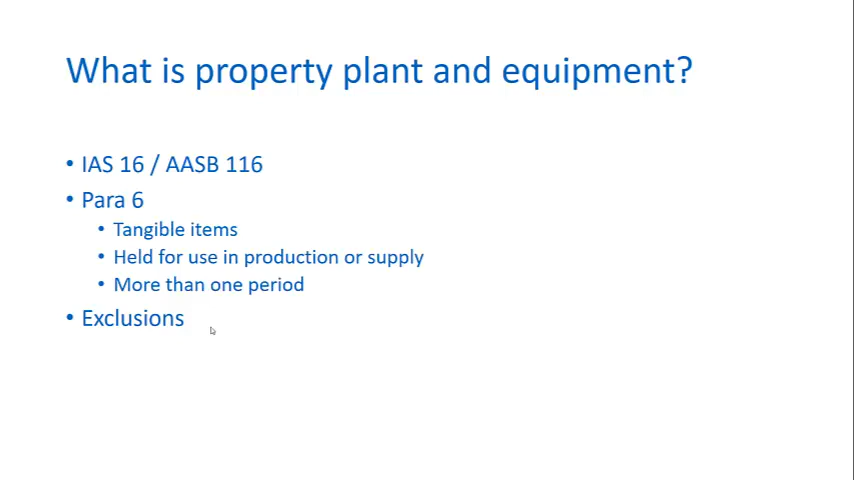 What is property plant and equipment?
• IAS 16 / AASB 116
• Para 6
• Tangible items
• Held for use in production or supply
• More than one period
• Exclusions